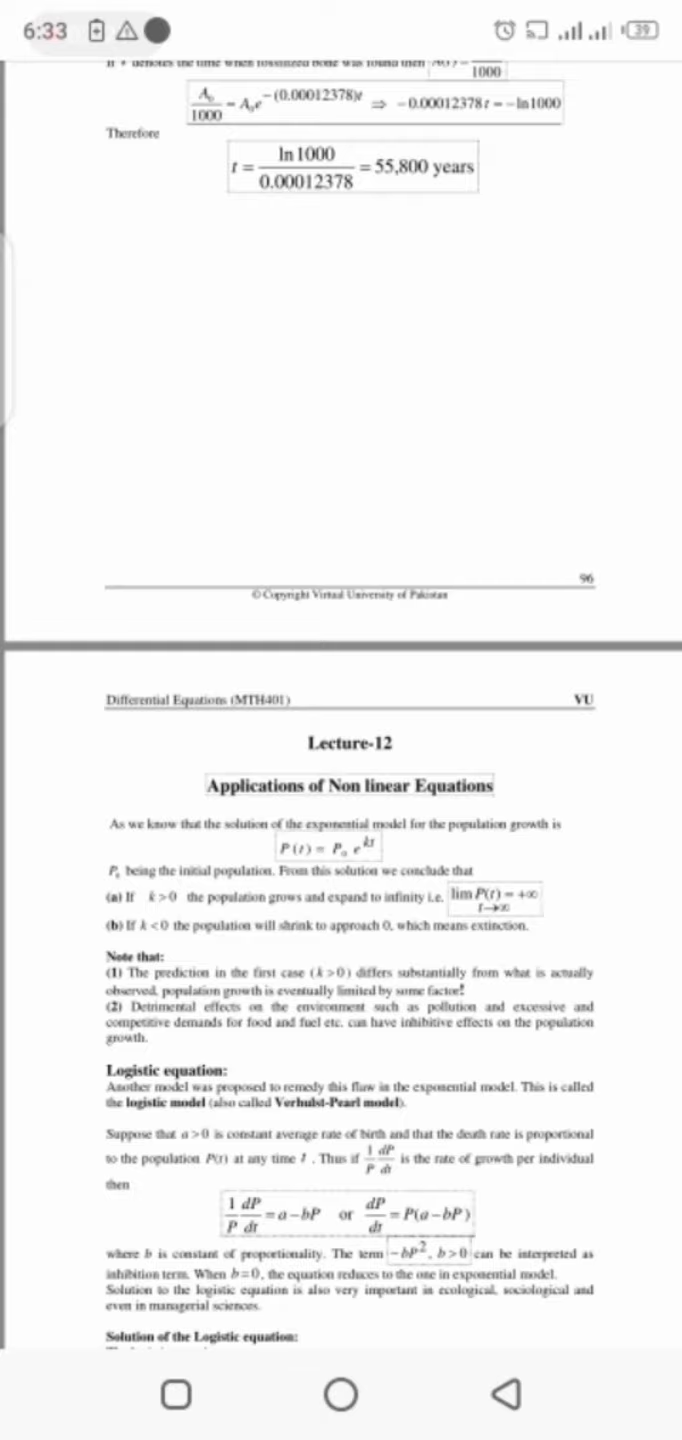 6:33
39
If t denotes the time when fossilized bone was found then A(t) =
1000
A₀/1000 = A₀e^−(0.00012378)t ⇒ −0.00012378t = −ln1000
Therefore
t = ln 1000/0.00012378 = 55,800 years
96
© Copyright Virtual University of Pakistan
Differential Equations (MTH401) VU
Lecture-12
Applications of Non linear Equations
As we know that the solution of the exponential model for the population growth is
P(t) = P₀ e^kt
P₀ being the initial population. From this solution we conclude that
(a) If k > 0 the population grows and expand to infinity i.e. lim P(t) = +∞
t→∞
(b) If k < 0 the population will shrink to approach 0, which means extinction.
Note that:
(1) The prediction in the first case (k > 0) differs substantially from what is actually
observed, population growth is eventually limited by some factor!
(2) Detrimental effects on the environment such as pollution and excessive and
competitive demands for food and fuel etc. can have inhibitive effects on the population
growth.
Logistic equation:
Another model was proposed to remedy this flaw in the exponential model. This is called
the logistic model (also called Verhulst-Pearl model).
Suppose that a > 0 is constant average rate of birth and that the death rate is proportional
to the population P(t) at any time t. Thus if 1/P dP/dt is the rate of growth per individual
then
1/P dP/dt = a − bP or dP/dt = P(a − bP)
where b is constant of proportionality. The term −bP², b > 0 can be interpreted as
inhibition term. When b = 0, the equation reduces to the one in exponential model.
Solution to the logistic equation is also very important in ecological, sociological and
even in managerial sciences.
Solution of the Logistic equation: